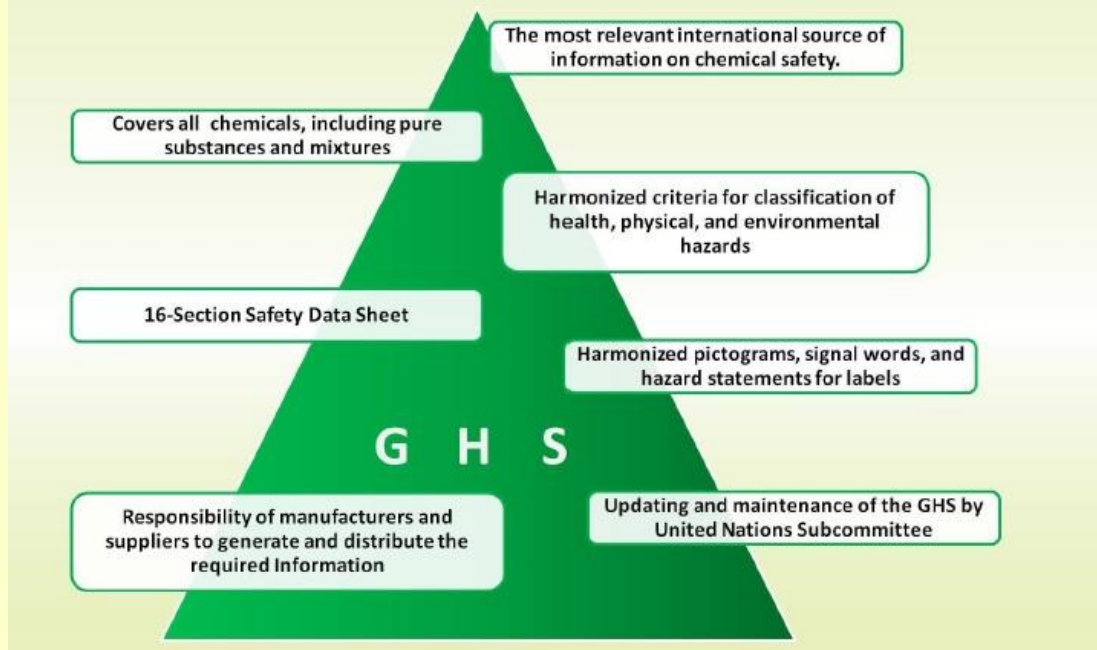 The most relevant international source of
information on chemical safety.
Covers all chemicals, including pure
substances and mixtures
Harmonized criteria for classification of
health, physical, and environmental
hazards
16-Section Safety Data Sheet
Harmonized pictograms, signal words, and
hazard statements for labels
G H S
Responsibility of manufacturers and
suppliers to generate and distribute the
required Information
Updating and maintenance of the GHS by
United Nations Subcommittee